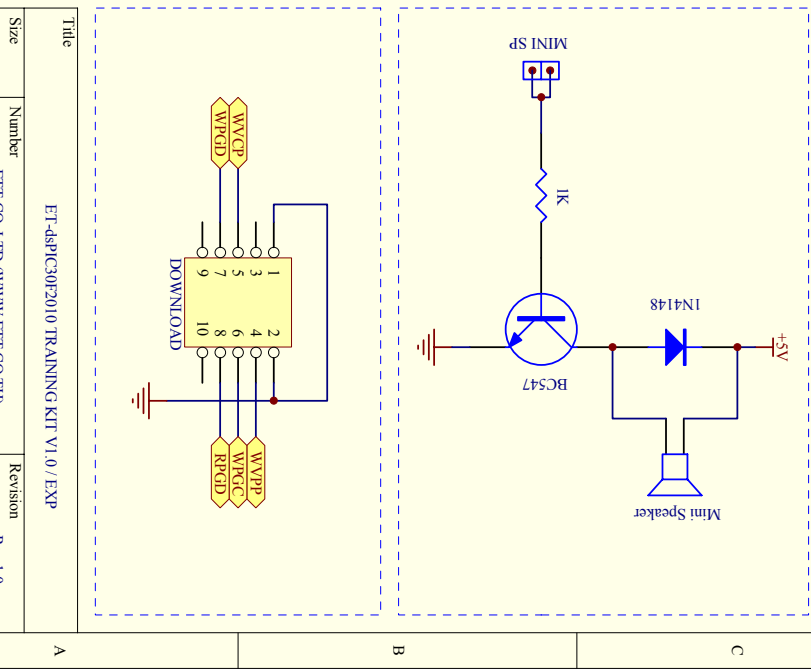 MINI SP
1K
1N4148
+5V
BC547
Mini Speaker
WVCP
WPGD
1
3
5
7
9
2
4
6
8
10
DOWNLOAD
WVPP
WPGC
RPGD
Title
ET-dsPIC30F2010 TRAINING KIT V1.0 / EXP
Size
Number
Revision
A
B
C